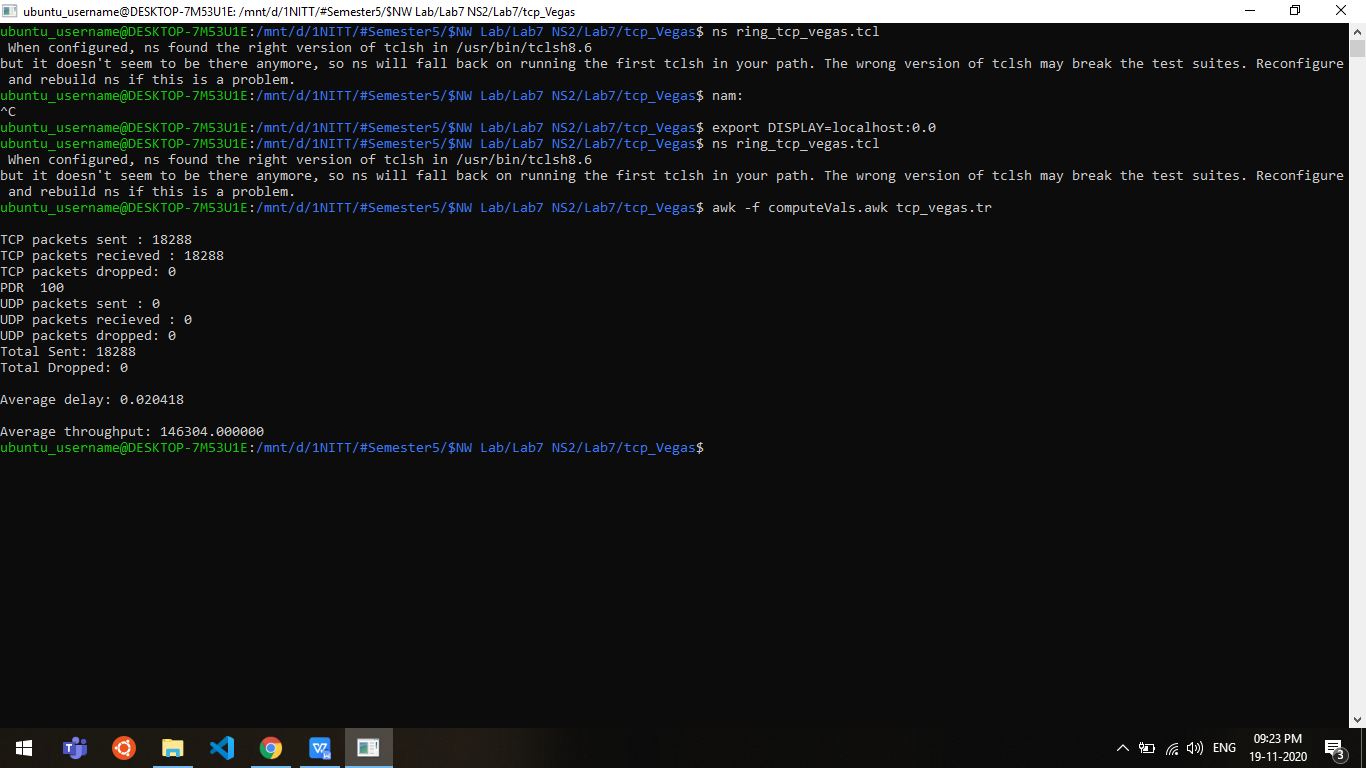 ubuntu_username@DESKTOP-7M53U1E: /mnt/d/1NITT/#Semester5/$NW Lab/Lab7 NS2/Lab7/tcp_Vegas
ubuntu_username@DESKTOP-7M53U1E:/mnt/d/1NITT/#Semester5/$NW Lab/Lab7 NS2/Lab7/tcp_Vegas$ ns ring_tcp_vegas.tcl
 When configured, ns found the right version of tclsh in /usr/bin/tclsh8.6
but it doesn't seem to be there anymore, so ns will fall back on running the first tclsh in your path. The wrong version of tclsh may break the test suites. Reconfigure
 and rebuild ns if this is a problem.
ubuntu_username@DESKTOP-7M53U1E:/mnt/d/1NITT/#Semester5/$NW Lab/Lab7 NS2/Lab7/tcp_Vegas$ nam:
^C
ubuntu_username@DESKTOP-7M53U1E:/mnt/d/1NITT/#Semester5/$NW Lab/Lab7 NS2/Lab7/tcp_Vegas$ export DISPLAY=localhost:0.0
ubuntu_username@DESKTOP-7M53U1E:/mnt/d/1NITT/#Semester5/$NW Lab/Lab7 NS2/Lab7/tcp_Vegas$ ns ring_tcp_vegas.tcl
 When configured, ns found the right version of tclsh in /usr/bin/tclsh8.6
but it doesn't seem to be there anymore, so ns will fall back on running the first tclsh in your path. The wrong version of tclsh may break the test suites. Reconfigure
 and rebuild ns if this is a problem.
ubuntu_username@DESKTOP-7M53U1E:/mnt/d/1NITT/#Semester5/$NW Lab/Lab7 NS2/Lab7/tcp_Vegas$ awk -f computeVals.awk tcp_vegas.tr

TCP packets sent : 18288
TCP packets recieved : 18288
TCP packets dropped: 0
PDR  100
UDP packets sent : 0
UDP packets recieved : 0
UDP packets dropped: 0
Total Sent: 18288
Total Dropped: 0

Average delay: 0.020418

Average throughput: 146304.000000
ubuntu_username@DESKTOP-7M53U1E:/mnt/d/1NITT/#Semester5/$NW Lab/Lab7 NS2/Lab7/tcp_Vegas$
ENG
09:23 PM
19-11-2020
3